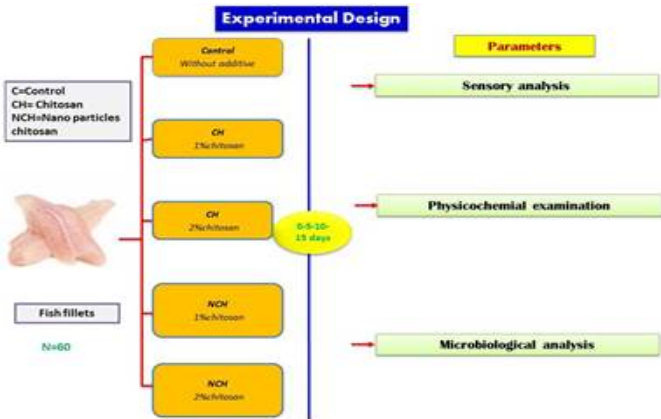 Experimental Design
Control
Without additive
Parameters
Sensory analysis
C=Control
CH= Chitosan
NCH=Nano particles
chitosan
CH
1%chitosan
CH
2%chitosan
Physicochemial examination
0-5-10-
15 days
NCH
1%chitosan
Fish fillets
N=60
Microbiological analysis
NCH
2%chitosan